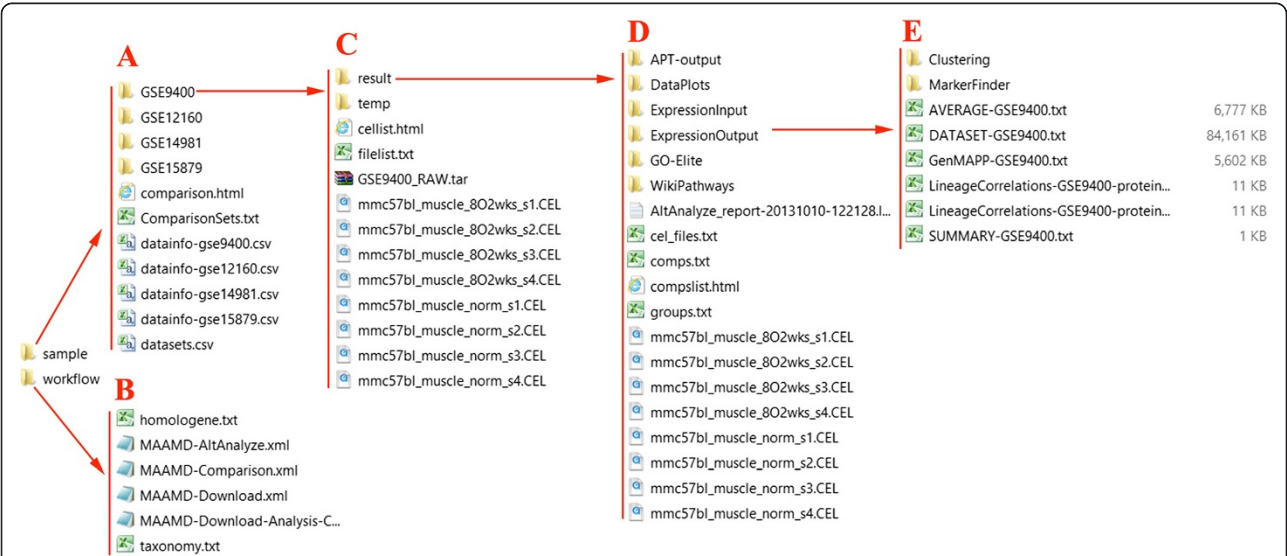 A
GSE9400
GSE12160
GSE14981
GSE15879
comparison.html
ComparisonSets.txt
datainfo-gse9400.csv
datainfo-gse12160.csv
datainfo-gse14981.csv
datainfo-gse15879.csv
datasets.csv
sample
workflow
B
homologene.txt
MAAMD-AltAnalyze.xml
MAAMD-Comparison.xml
MAAMD-Download.xml
MAAMD-Download-Analysis-C...
taxonomy.txt
C
result
temp
cellist.html
filelist.txt
GSE9400_RAW.tar
mmc57bl_muscle_8O2wks_s1.CEL
mmc57bl_muscle_8O2wks_s2.CEL
mmc57bl_muscle_8O2wks_s3.CEL
mmc57bl_muscle_8O2wks_s4.CEL
mmc57bl_muscle_norm_s1.CEL
mmc57bl_muscle_norm_s2.CEL
mmc57bl_muscle_norm_s3.CEL
mmc57bl_muscle_norm_s4.CEL
D
APT-output
DataPlots
ExpressionInput
ExpressionOutput
GO-Elite
WikiPathways
AltAnalyze_report-20131010-122128.l...
cel_files.txt
comps.txt
compslist.html
groups.txt
mmc57bl_muscle_8O2wks_s1.CEL
mmc57bl_muscle_8O2wks_s2.CEL
mmc57bl_muscle_8O2wks_s3.CEL
mmc57bl_muscle_8O2wks_s4.CEL
mmc57bl_muscle_norm_s1.CEL
mmc57bl_muscle_norm_s2.CEL
mmc57bl_muscle_norm_s3.CEL
mmc57bl_muscle_norm_s4.CEL
E
Clustering
MarkerFinder
AVERAGE-GSE9400.txt 6,777 KB
DATASET-GSE9400.txt 84,161 KB
GenMAPP-GSE9400.txt 5,602 KB
LineageCorrelations-GSE9400-protein... 11 KB
LineageCorrelations-GSE9400-protein... 11 KB
SUMMARY-GSE9400.txt 1 KB